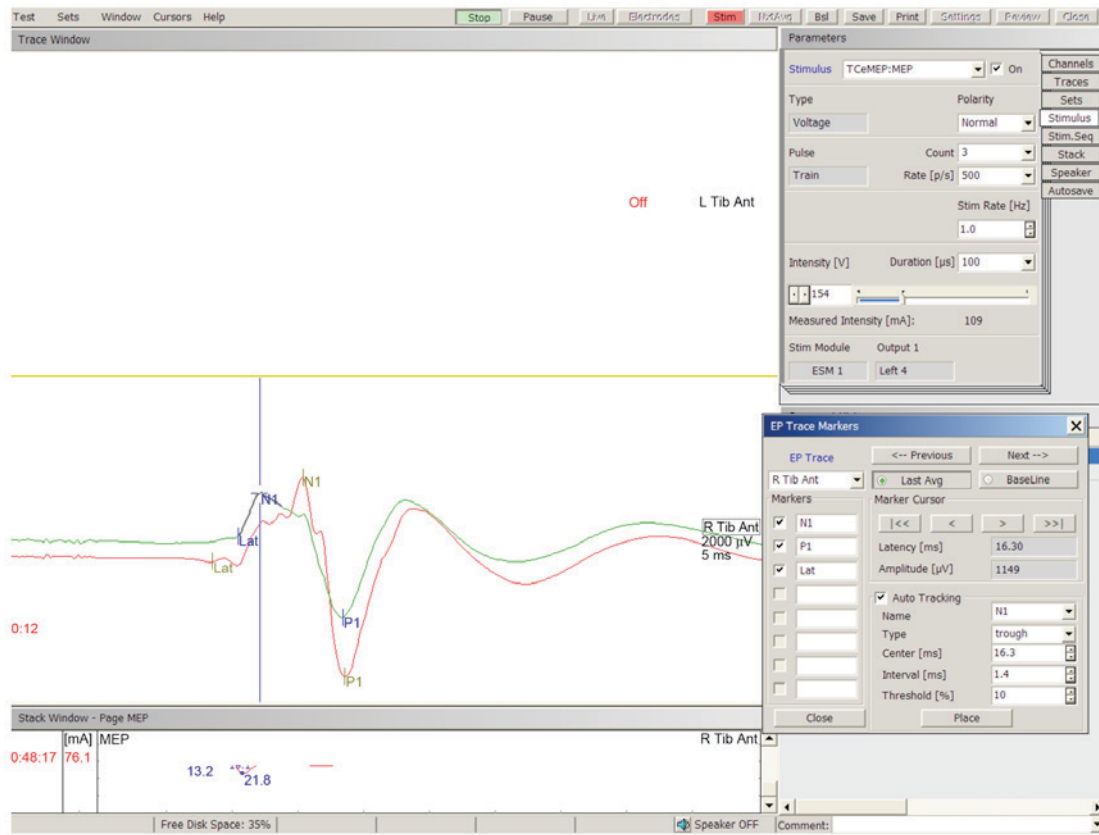 Test Sets Window Cursors Help Stop Pause Live Electrodes Stim NxtAvg Bsl Save Print Settings Review Close
Trace Window
Off L Tib Ant
N1
N1
Lat
Lat
P1
P1
R Tib Ant
2000 µV
5 ms
0:12
Stack Window - Page MEP
[mA] MEP R Tib Ant
0:48:17 76.1
13.2
21.8
Free Disk Space: 35% Speaker OFF Comment:
Parameters
Stimulus TCeMEP:MEP On
Type Polarity
Voltage Normal
Pulse Count 3
Train Rate [p/s] 500
Stim Rate [Hz]
1.0
Intensity [V] Duration [µs] 100
154
Measured Intensity [mA]: 109
Stim Module Output 1
ESM 1 Left 4
Channels
Traces
Sets
Stimulus
Stim.Seq
Stack
Speaker
Autosave
EP Trace Markers
EP Trace <-- Previous Next -->
R Tib Ant Last Avg BaseLine
Markers Marker Cursor
N1 |<< < > >>|
P1 Latency [ms] 16.30
Lat Amplitude [µV] 1149
Auto Tracking
Name N1
Type trough
Center [ms] 16.3
Interval [ms] 1.4
Threshold [%] 10
Close Place